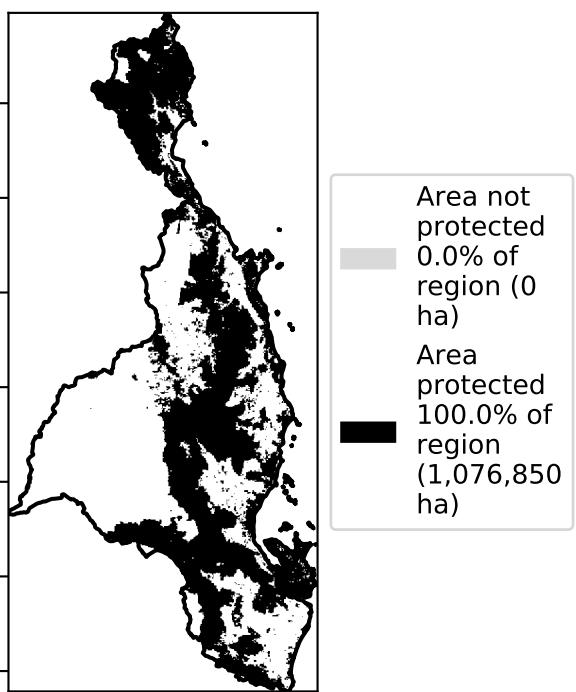 Area not
protected
0.0% of
region (0
ha)
Area
protected
100.0% of
region
(1,076,850
ha)